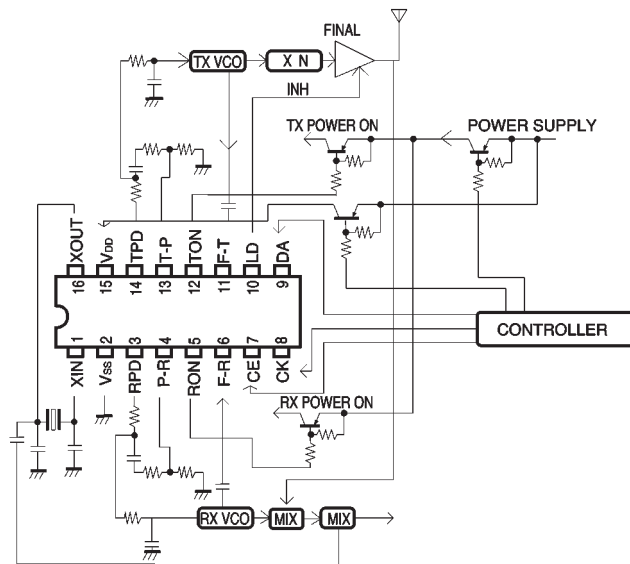 FINAL
TX VCO
X N
INH
TX POWER ON
POWER SUPPLY
XOUT
VDD
TPD
T-P
TON
F-T
LD
DA
16 15 14 13 12 11 10 9
1 2 3 4 5 6 7 8
XIN
VSS
RPD
P-R
RON
F-R
CE
CK
CONTROLLER
RX POWER ON
RX VCO
MIX
MIX